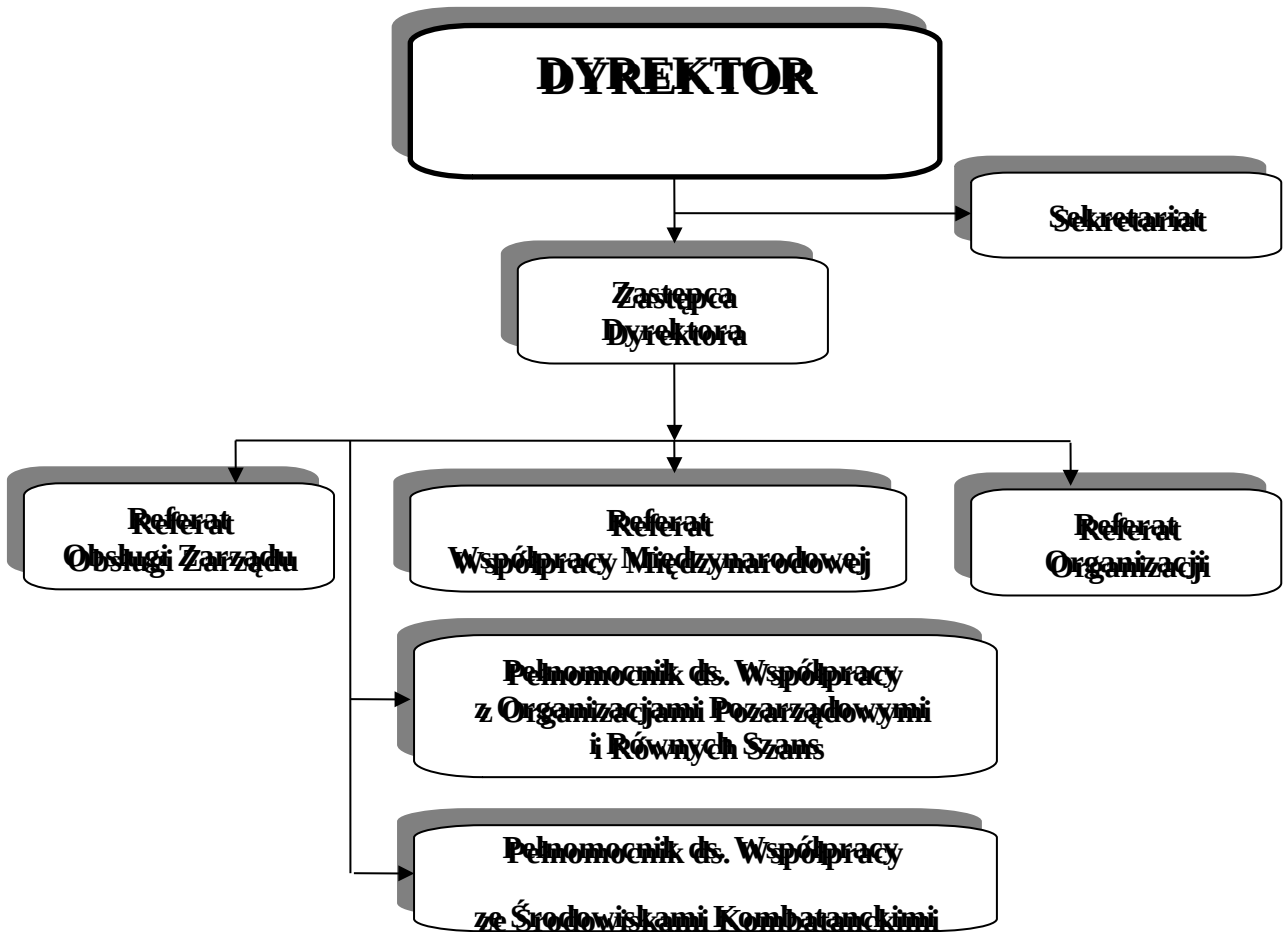 DYREKTOR
Sekretariat
Zastępca
Dyrektora
Referat
Obsługi Zarządu
Referat
Współpracy Międzynarodowej
Referat
Organizacji
Pełnomocnik ds. Współpracy
z Organizacjami Pozarządowymi
i Równych Szans
Pełnomocnik ds. Współpracy
ze Środowiskami Kombatanckimi